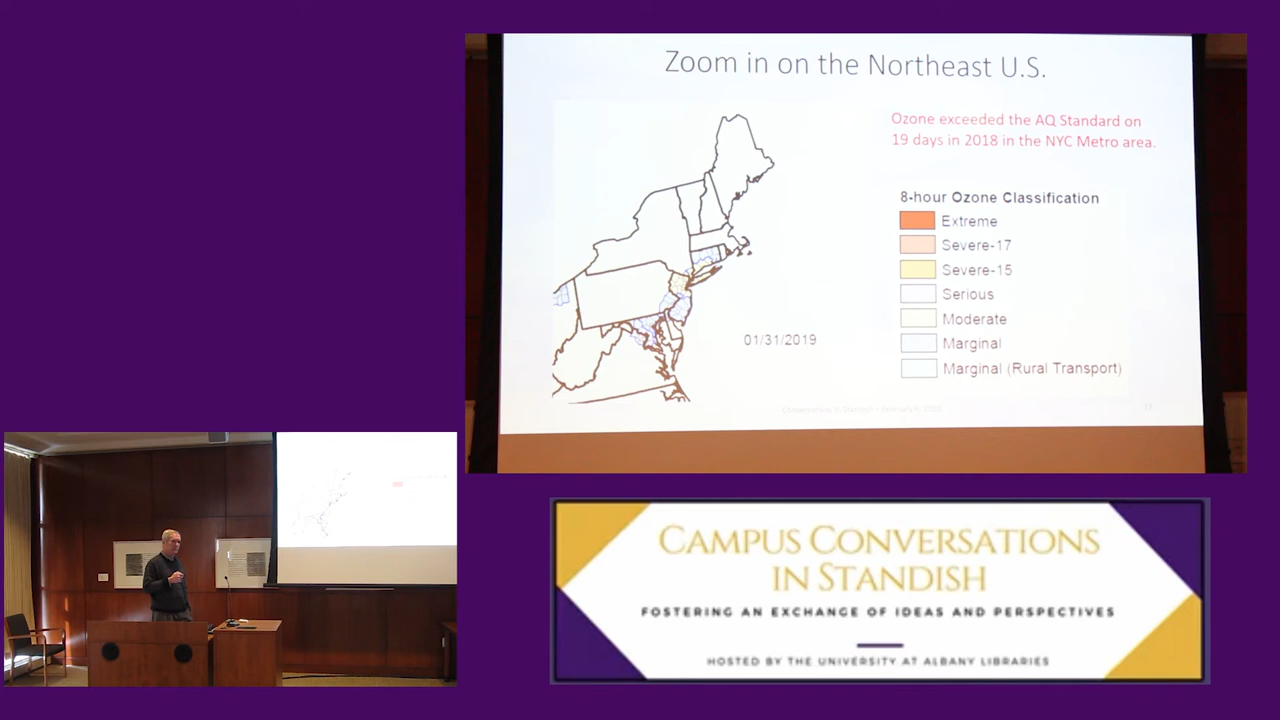 Zoom in on the Northeast U.S.
Ozone exceeded the AQ Standard on
19 days in 2018 in the NYC Metro area.
8-hour Ozone Classification
Extreme
Severe-17
Severe-15
Serious
Moderate
Marginal
Marginal (Rural Transport)
01/31/2019
CAMPUS CONVERSATIONS
IN STANDISH
FOSTERING AN EXCHANGE OF IDEAS AND PERSPECTIVES
HOSTED BY THE UNIVERSITY AT ALBANY LIBRARIES